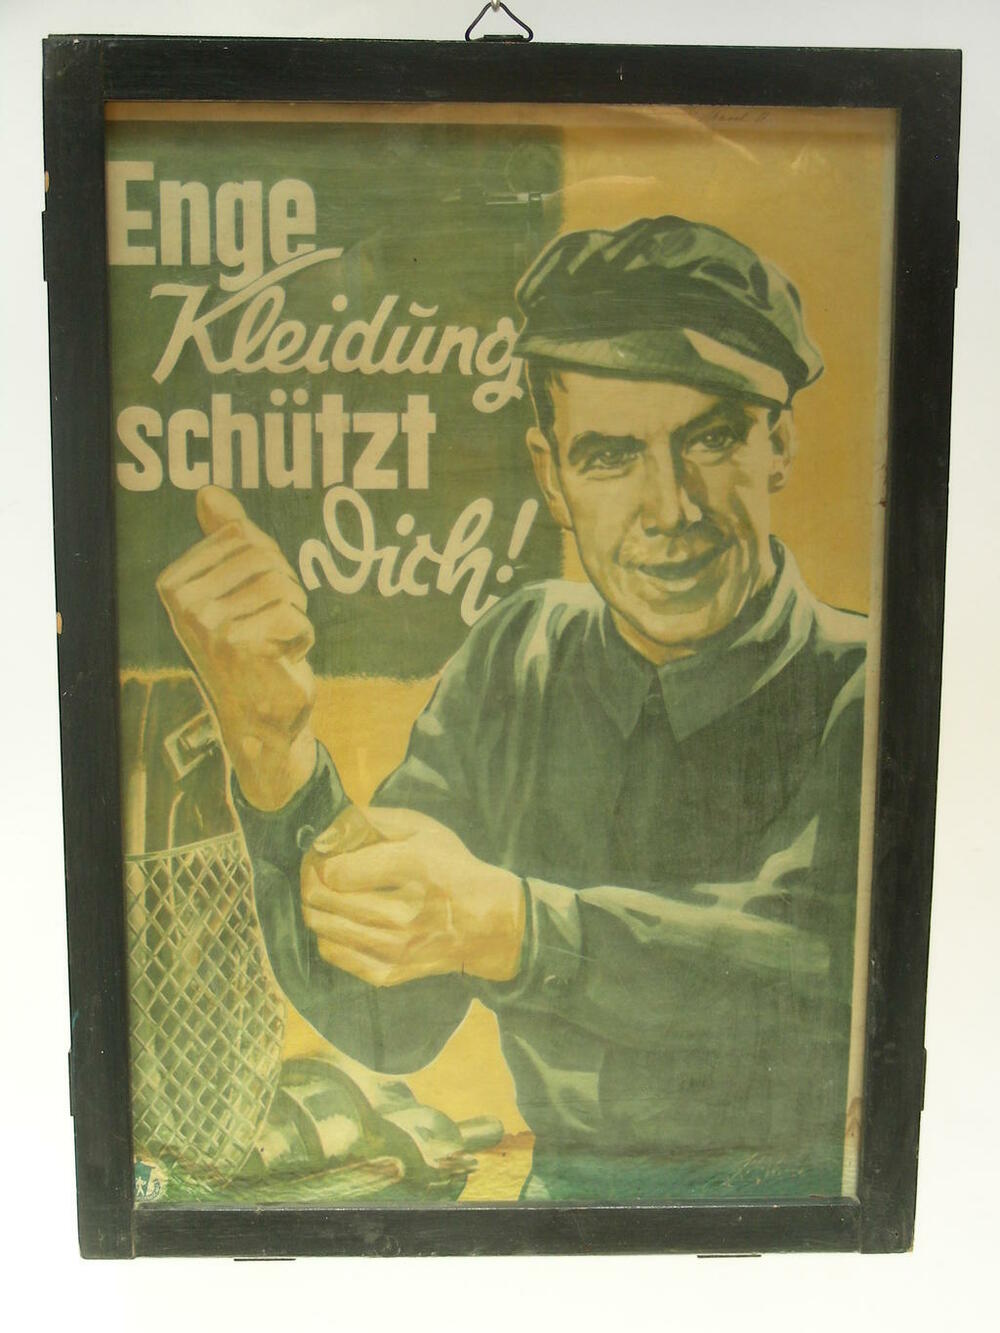 Enge
Kleidung
schützt
Dich!